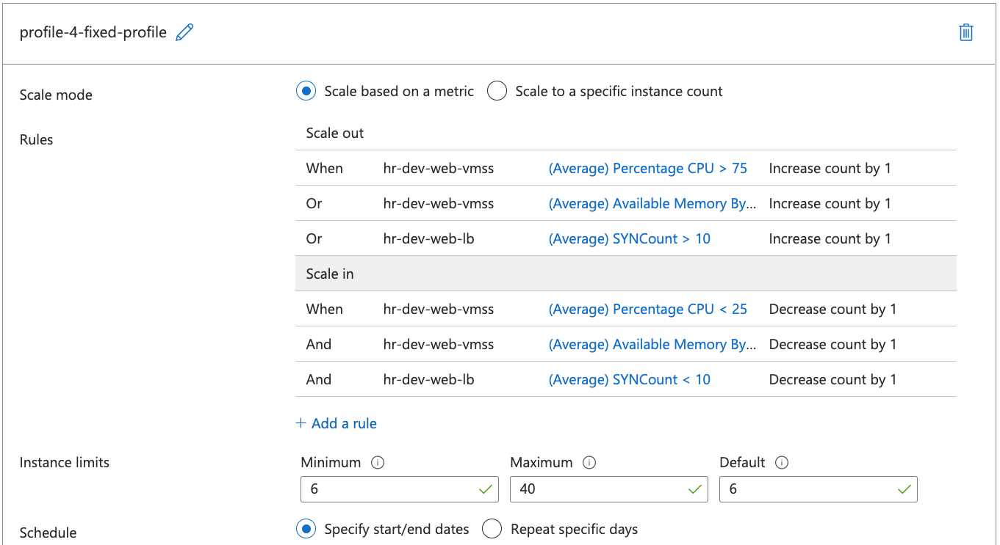 profile-4-fixed-profile
Scale mode
Scale based on a metric
Scale to a specific instance count
Rules
Scale out
When hr-dev-web-vmss (Average) Percentage CPU > 75 Increase count by 1
Or hr-dev-web-vmss (Average) Available Memory By... Increase count by 1
Or hr-dev-web-lb (Average) SYNCount > 10 Increase count by 1
Scale in
When hr-dev-web-vmss (Average) Percentage CPU < 25 Decrease count by 1
And hr-dev-web-vmss (Average) Available Memory By... Decrease count by 1
And hr-dev-web-lb (Average) SYNCount < 10 Decrease count by 1
+ Add a rule
Instance limits
Minimum Maximum Default
6 40 6
Schedule
Specify start/end dates
Repeat specific days